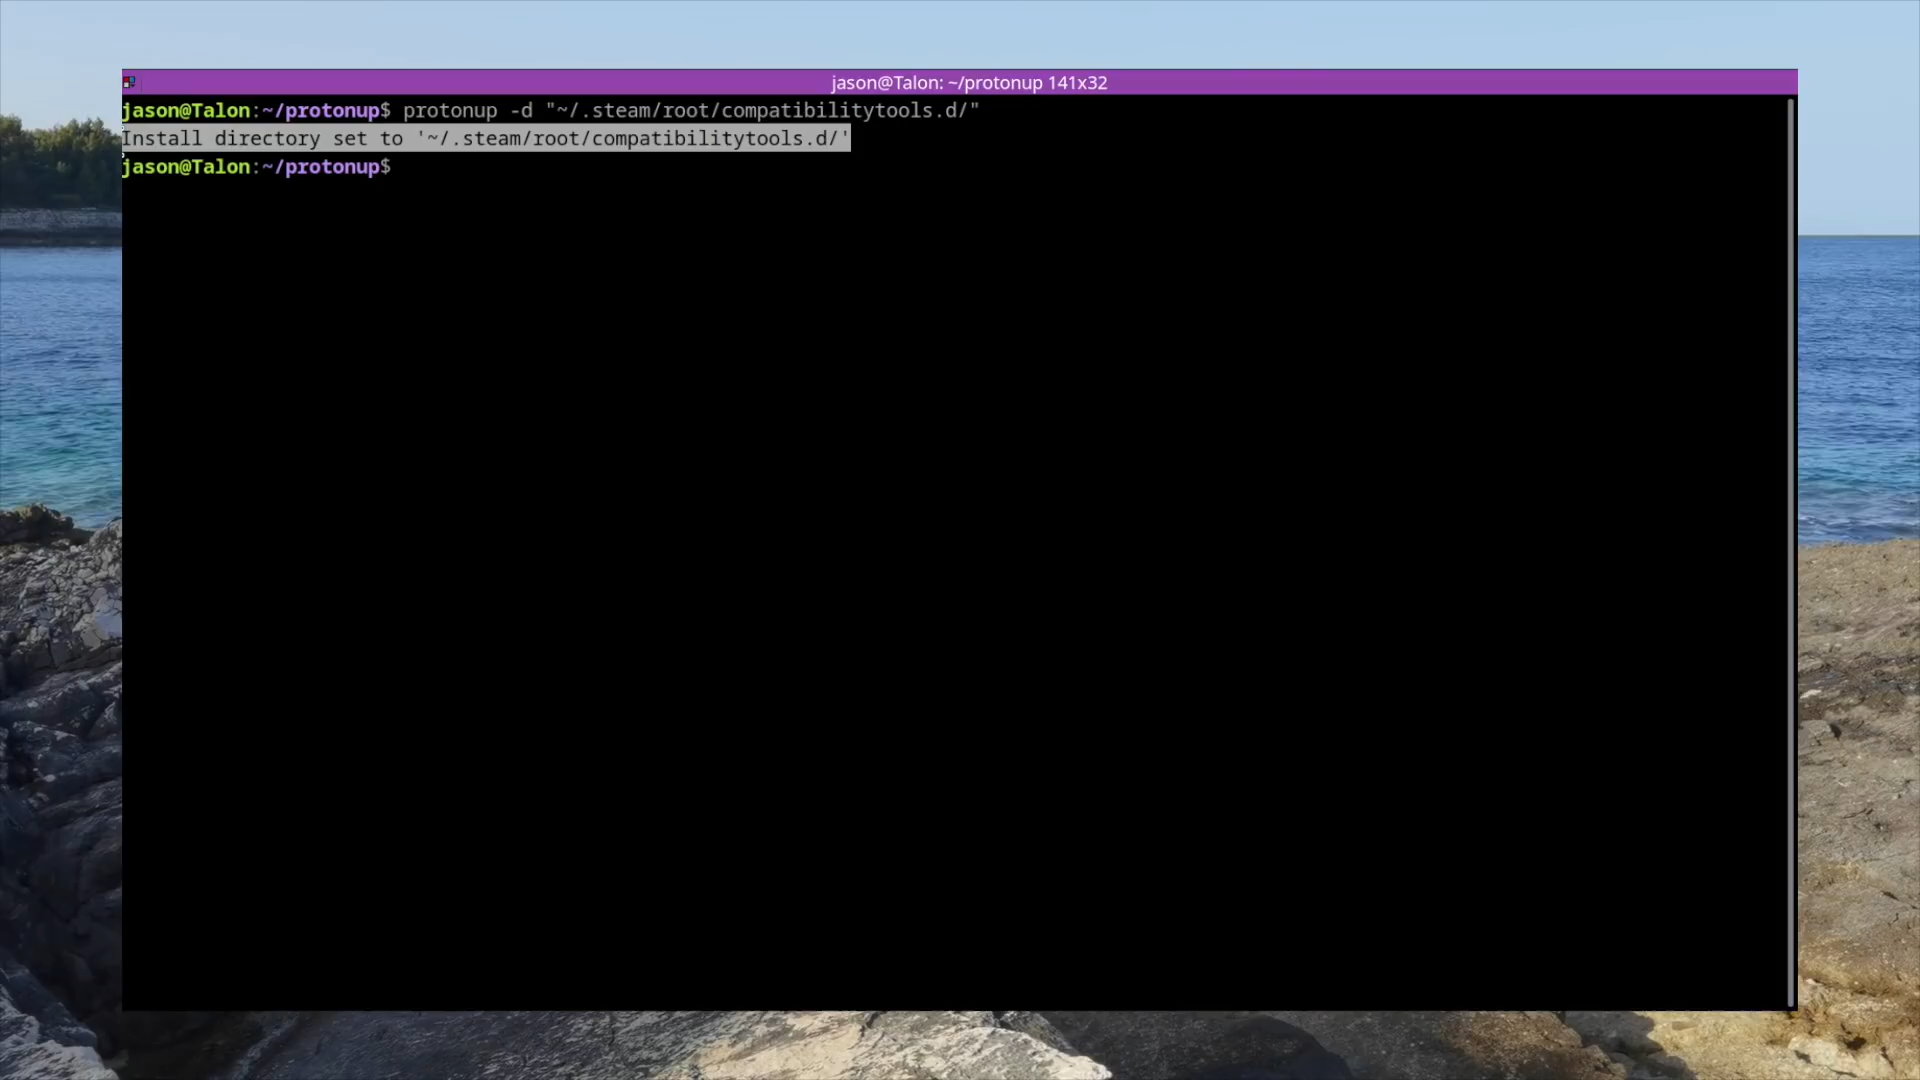 jason@Talon: ~/protonup 141x32
jason@Talon:~/protonup$ protonup -d "~/.steam/root/compatibilitytools.d/"
Install directory set to '~/.steam/root/compatibilitytools.d/'
jason@Talon:~/protonup$